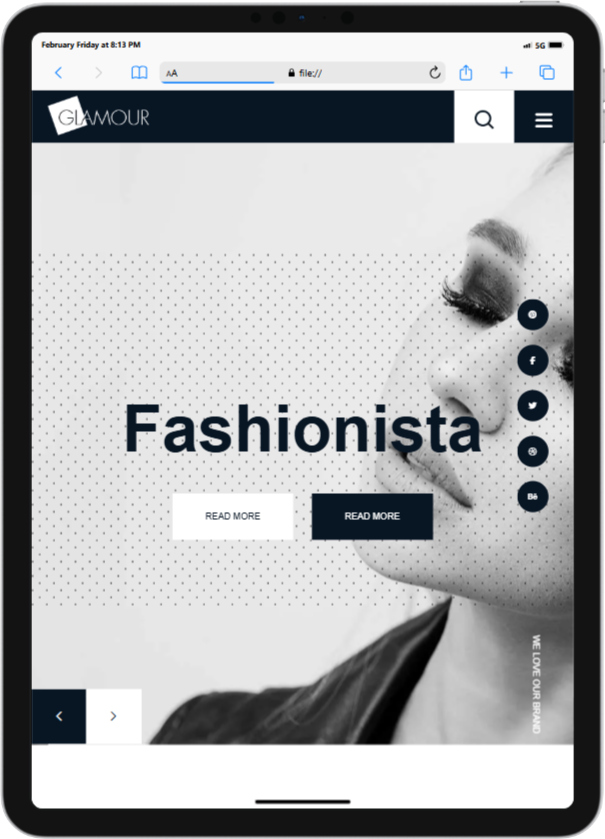 February Friday at 8:13 PM
5G
AA
file://
GLAMOUR
Fashionista
Bē
READ MORE
READ MORE
WE LOVE OUR BRAND